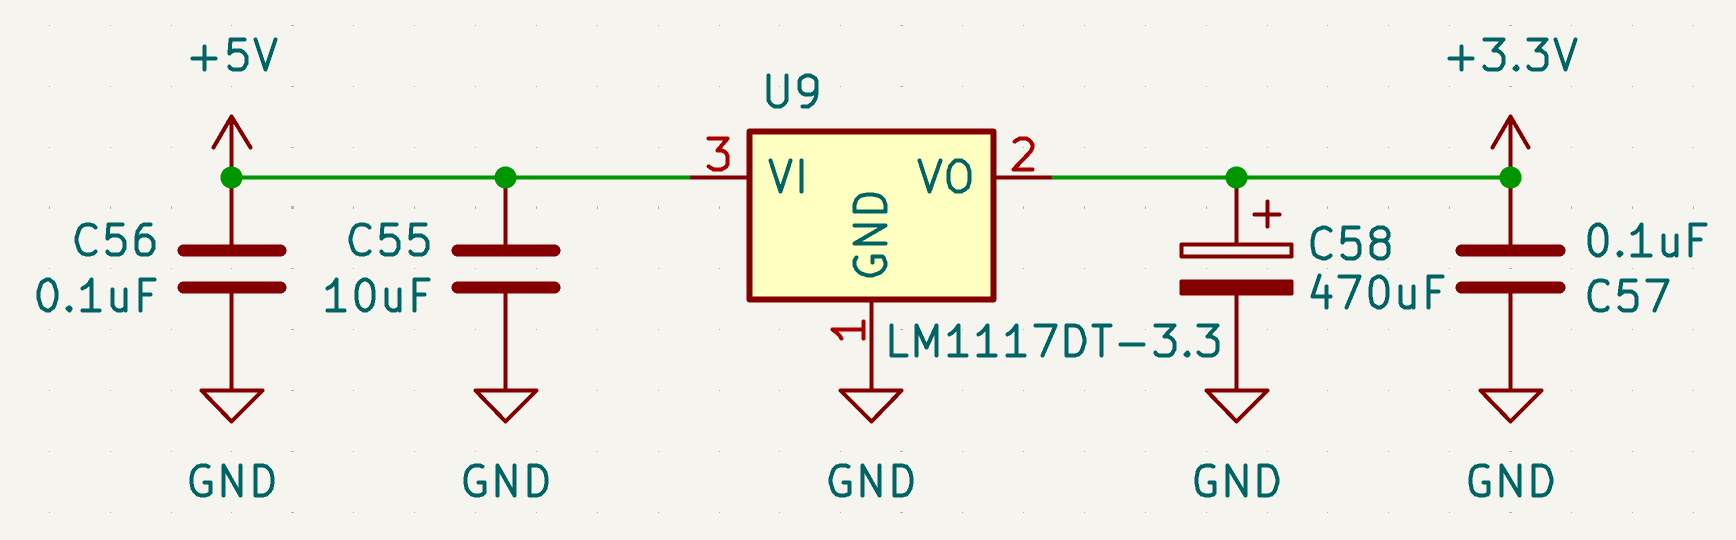 +5V
+3.3V
U9
3
2
VI
VO
GND
C56
0.1uF
C55
10uF
C58
470uF
0.1uF
C57
1
LM1117DT-3.3
GND
GND
GND
GND
GND